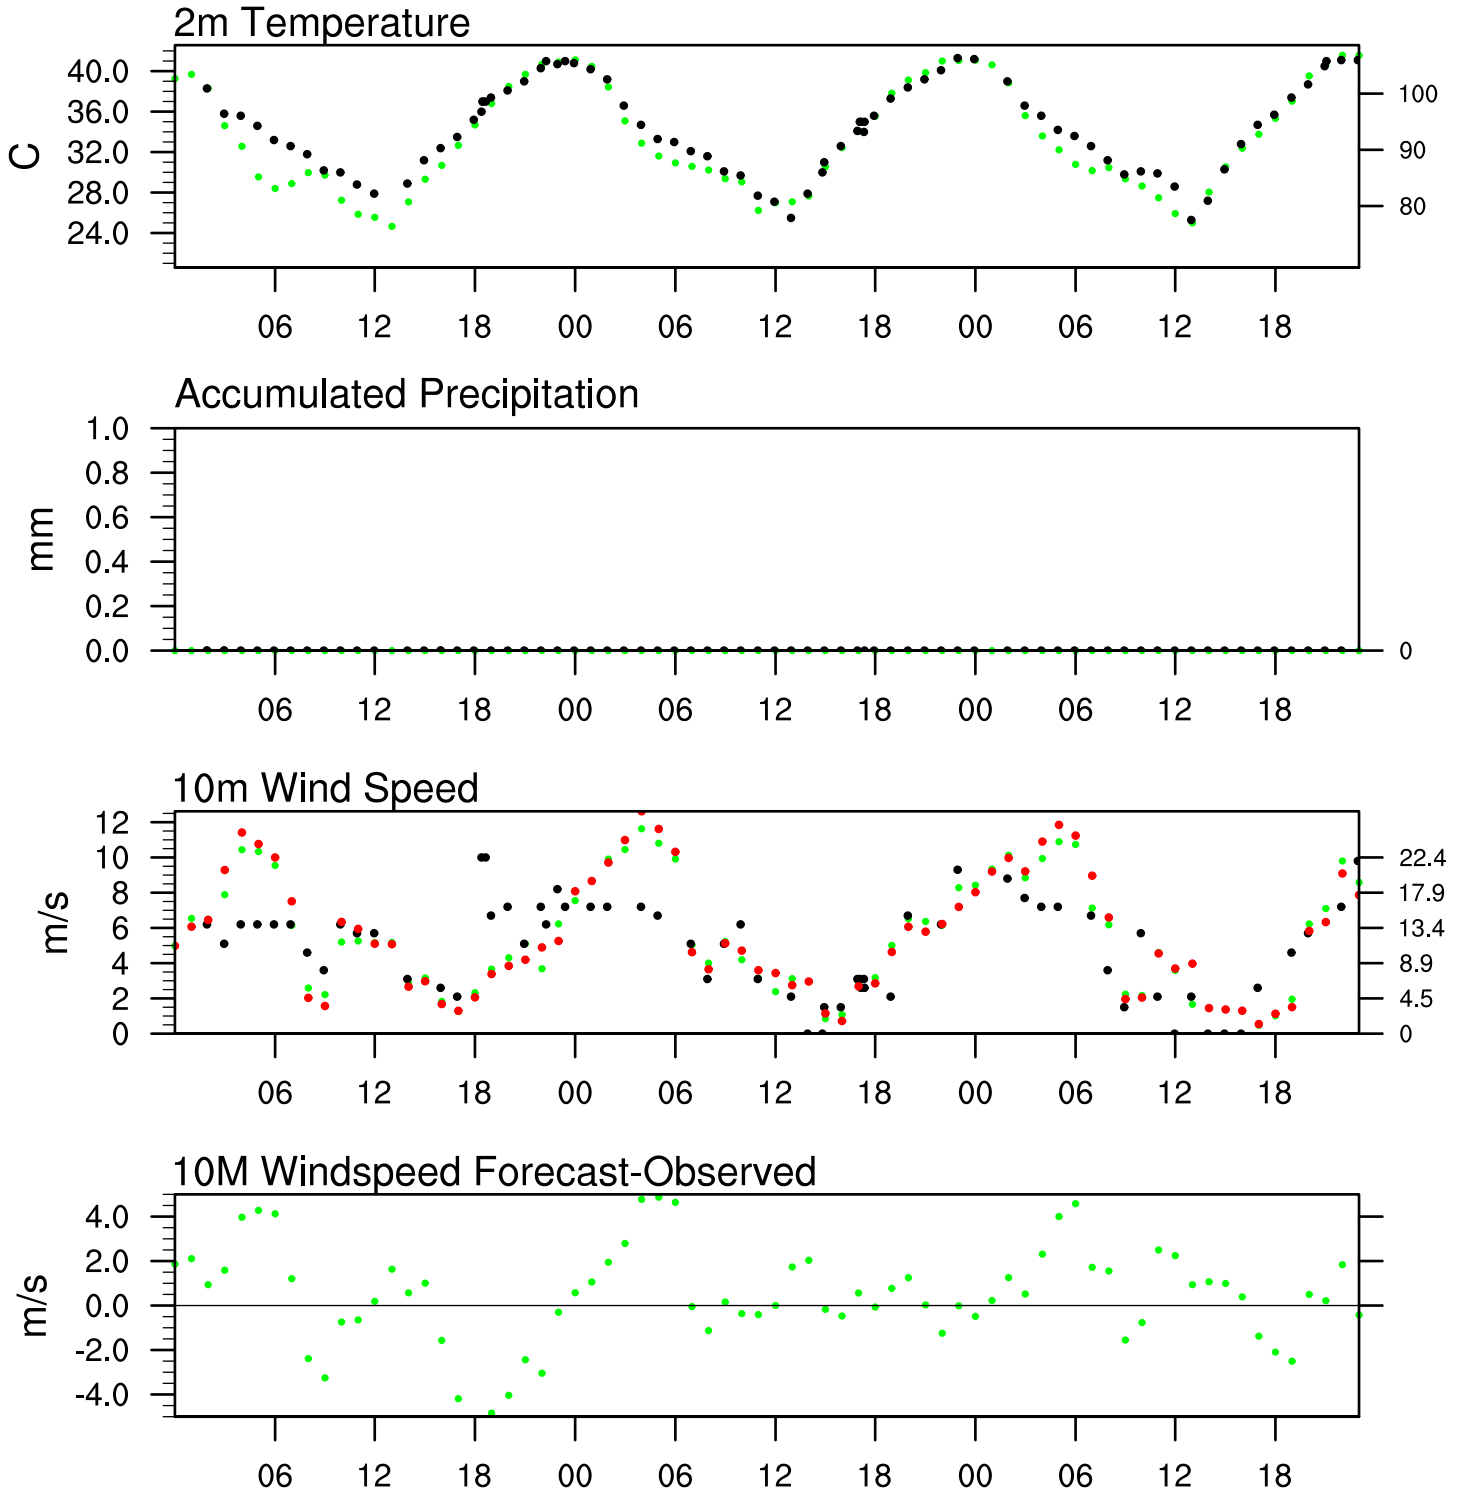 2m Temperature
40.0
36.0
32.0
28.0
24.0
C
100
90
80
06 12 18 00 06 12 18 00 06 12 18
Accumulated Precipitation
1.0
0.8
0.6
0.4
0.2
0.0
mm
0
06 12 18 00 06 12 18 00 06 12 18
10m Wind Speed
12
10
8
6
4
2
0
m/s
22.4
17.9
13.4
8.9
4.5
0
06 12 18 00 06 12 18 00 06 12 18
10M Windspeed Forecast-Observed
4.0
2.0
0.0
-2.0
-4.0
m/s
06 12 18 00 06 12 18 00 06 12 18